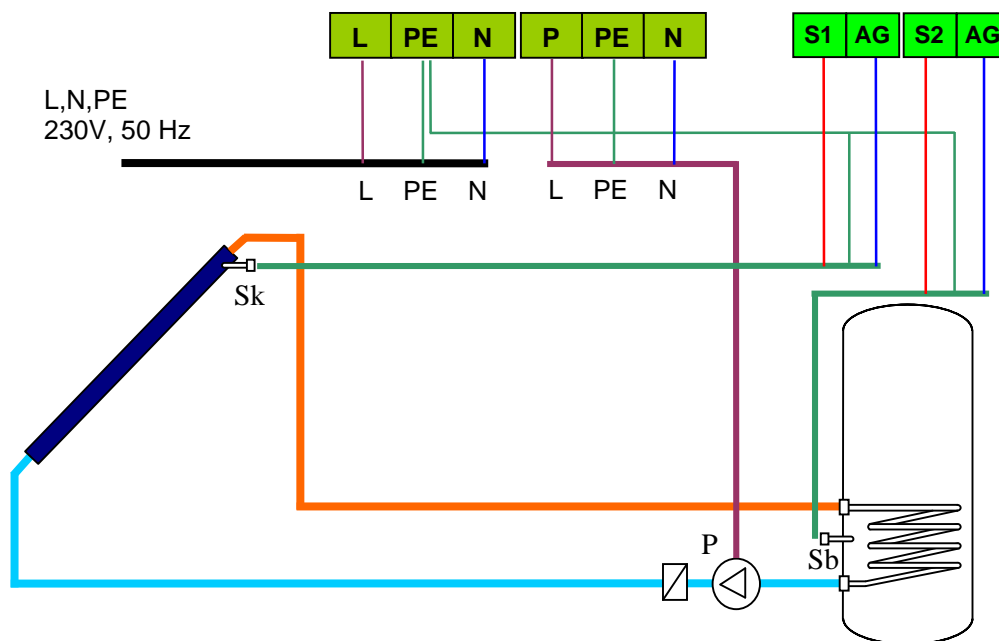 L PE N P PE N S1 AG S2 AG
L,N,PE
230V, 50 Hz
L PE N L PE N
Sk
P
Sb